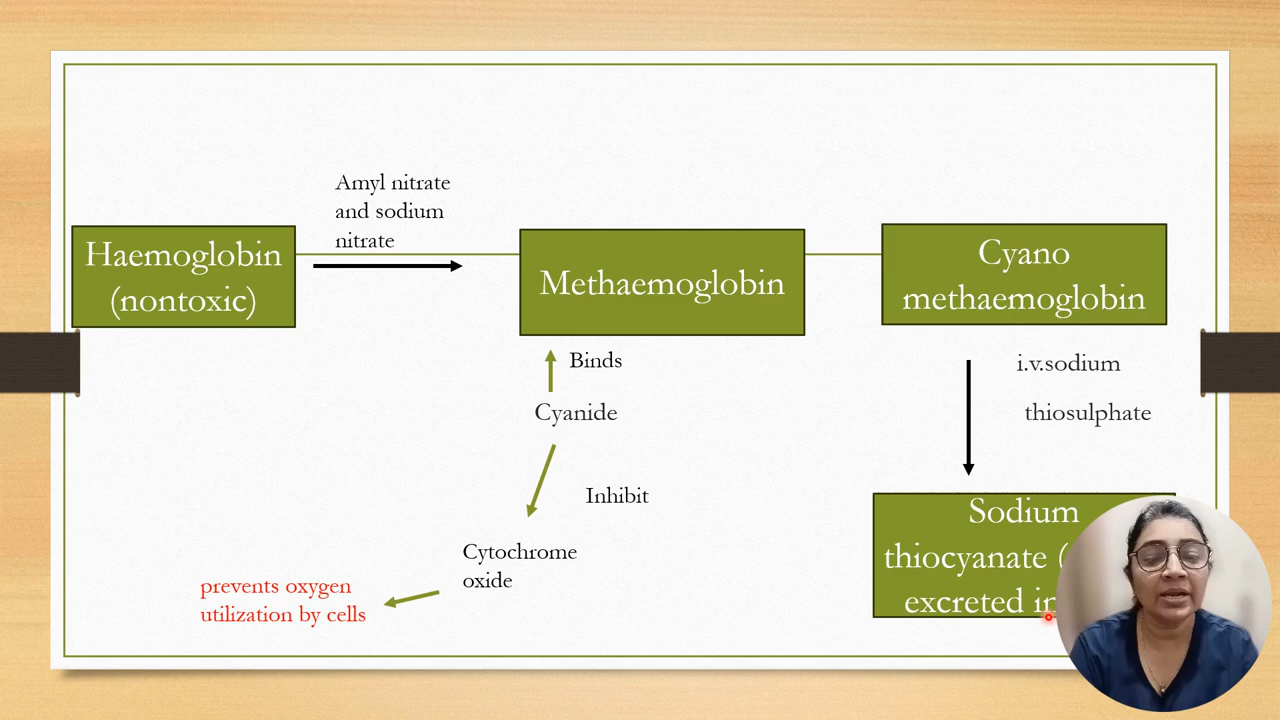 Amyl nitrate
and sodium
nitrate
Haemoglobin
(nontoxic)
Methaemoglobin
Cyano
methaemoglobin
Binds
Cyanide
Inhibit
Cytochrome
oxide
prevents oxygen
utilization by cells
i.v.sodium
thiosulphate
Sodium
thiocyanate (
excreted in